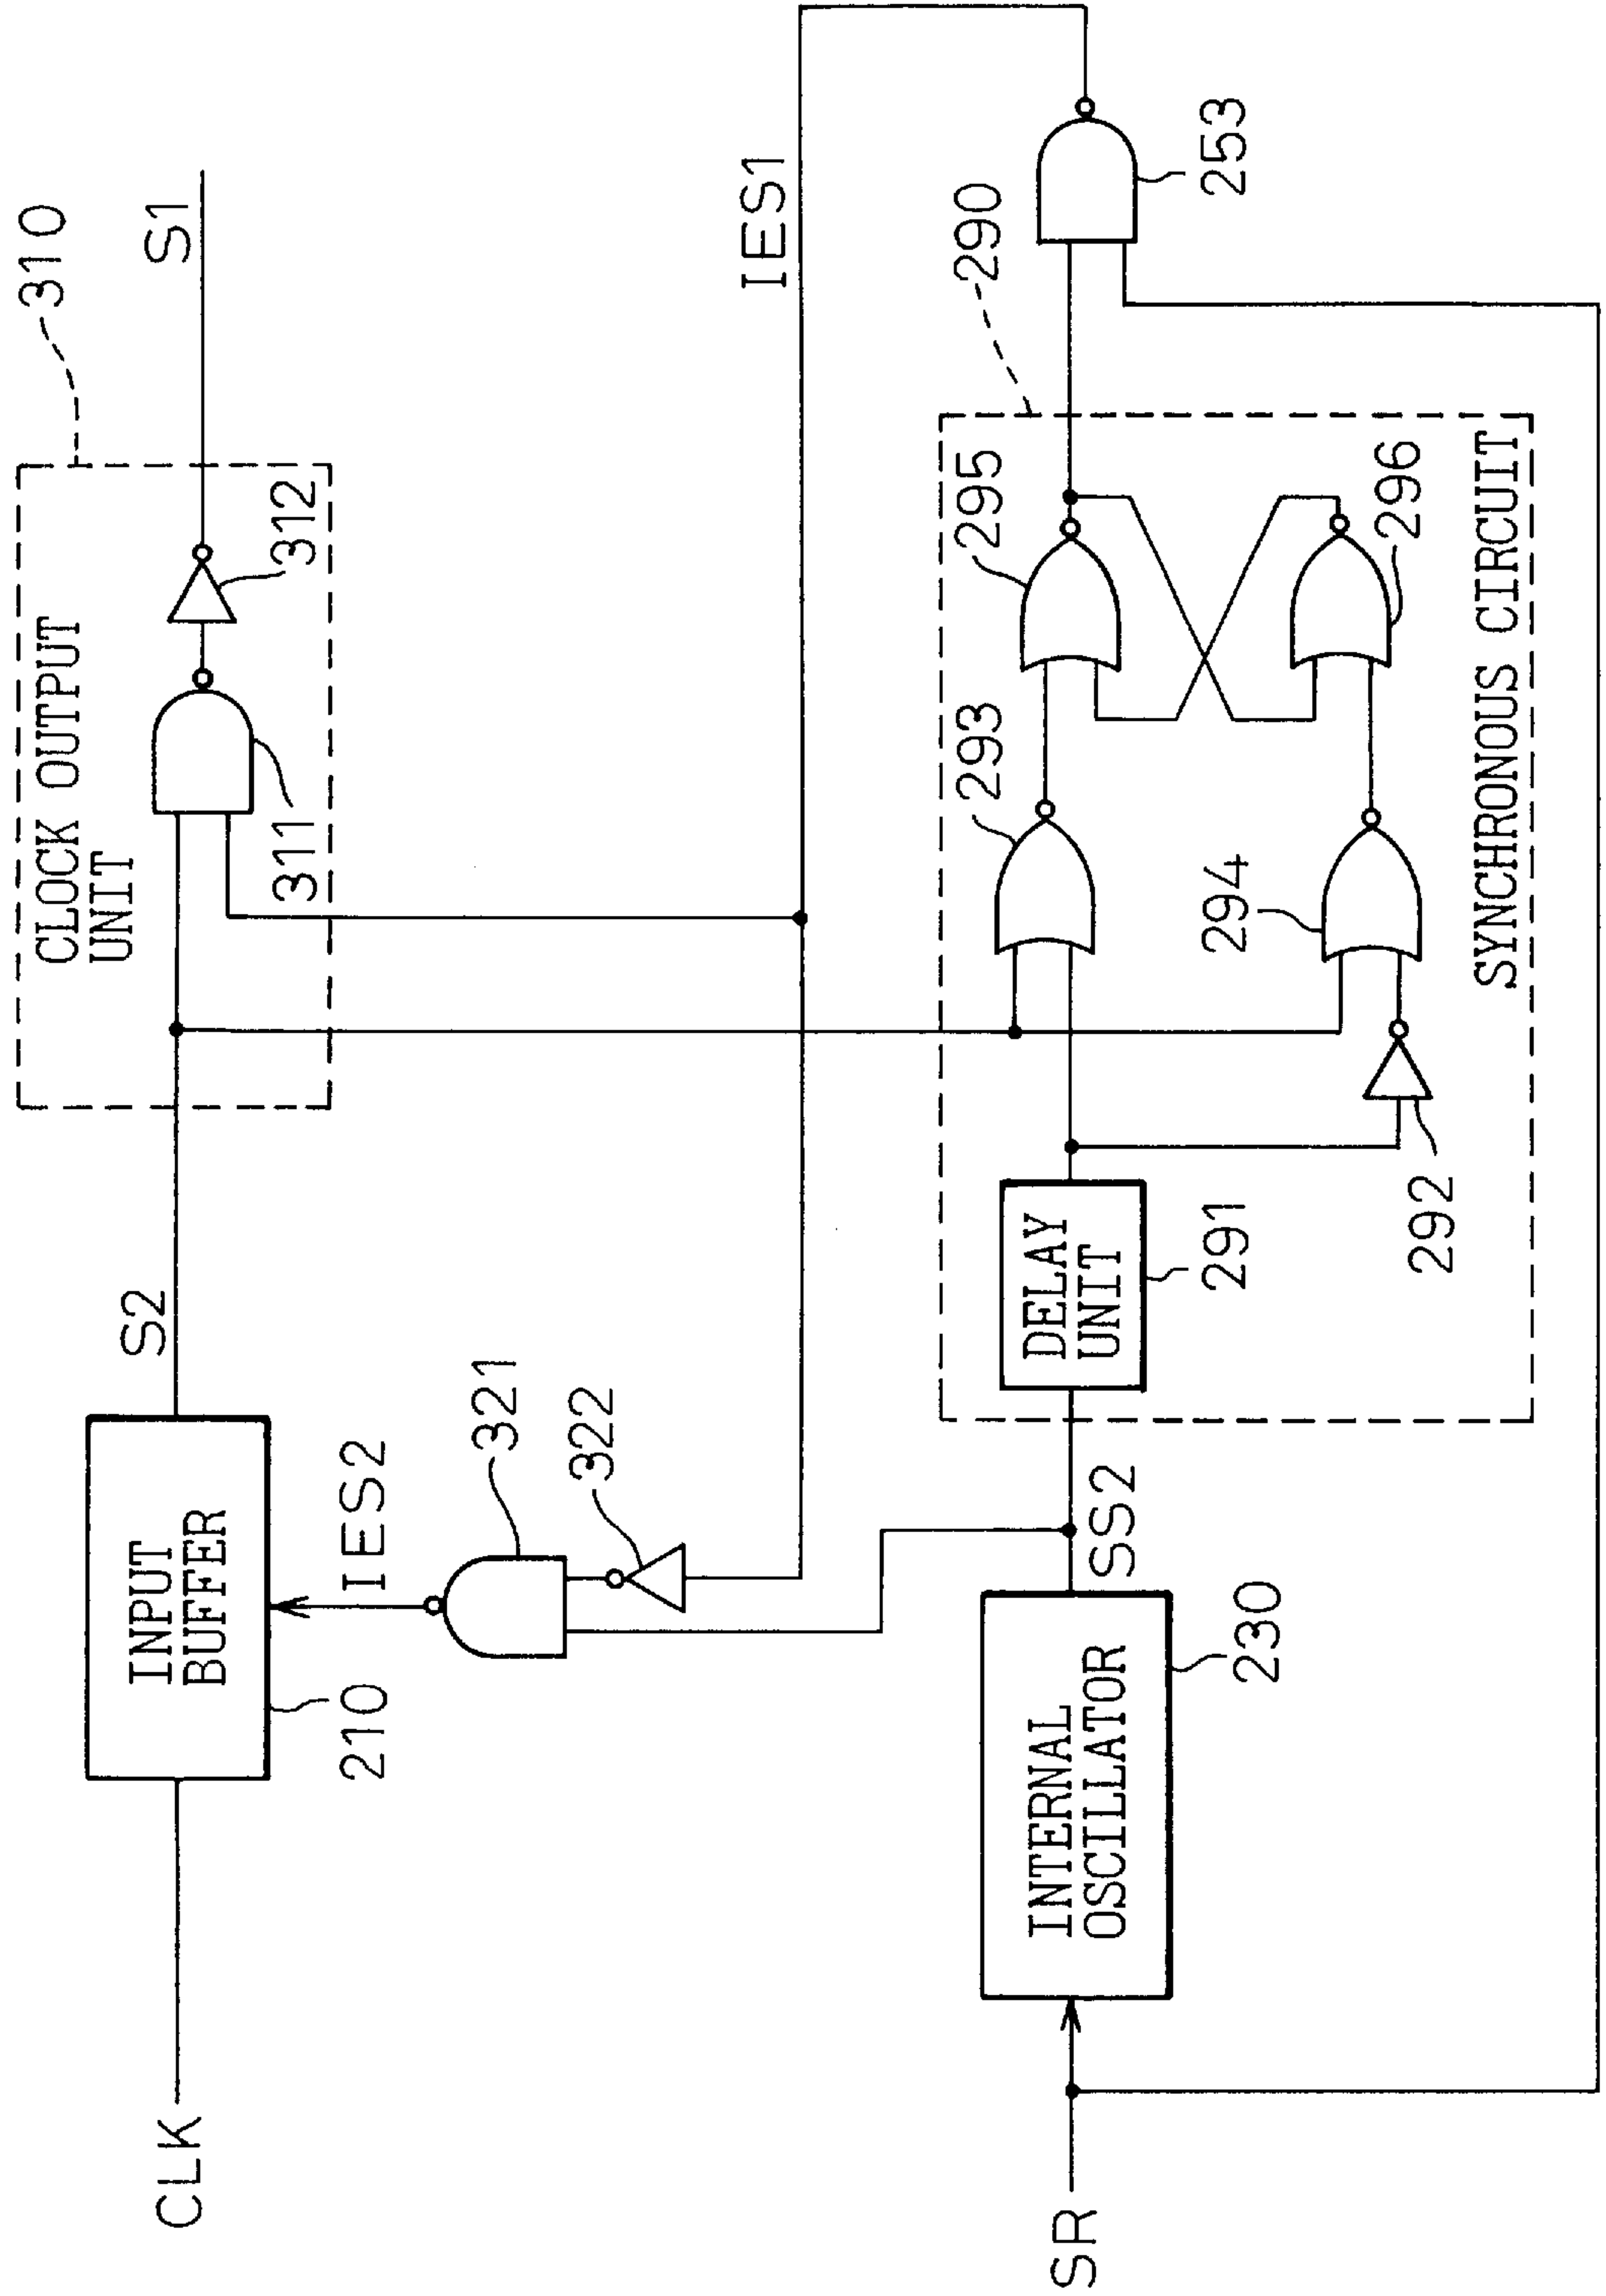 CLK
INPUT
BUFFER
210
S2
CLOCK OUTPUT
UNIT
310
311
312
S1
IES2
321
322
IES1
SR
INTERNAL
OSCILLATOR
230
SS2
DELAY
UNIT
291
292
293
294
295
296
290
253
SYNCHRONOUS CIRCUIT